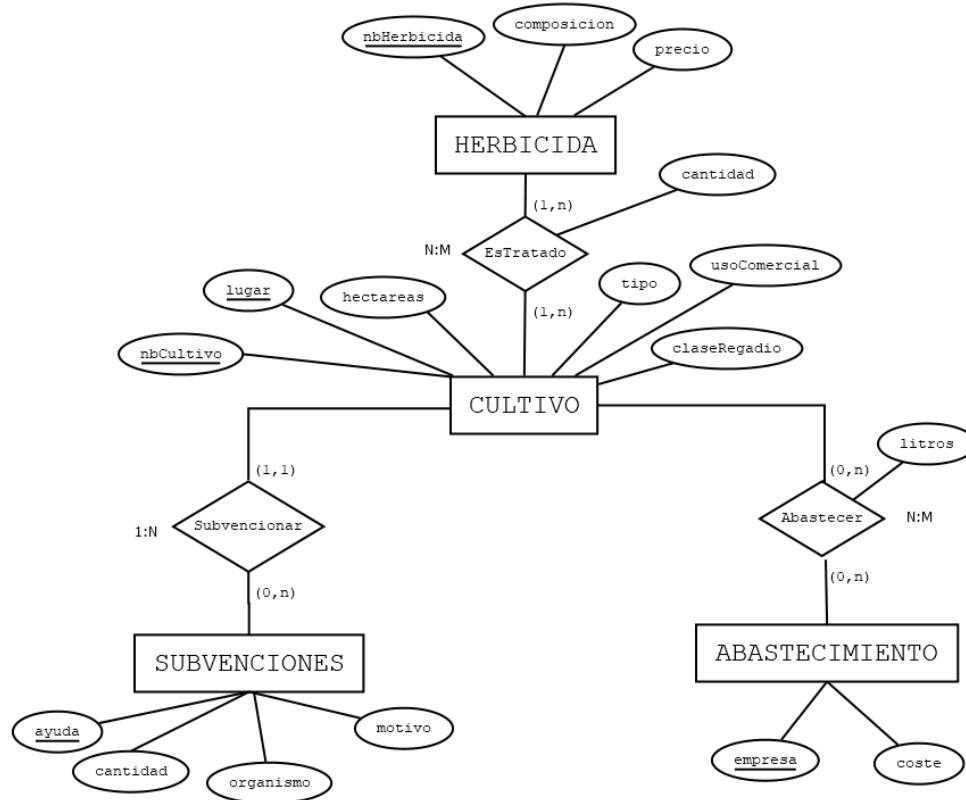 composicion
nbHerbicida
precio
HERBICIDA
cantidad
(1,n)
N:M
EsTratado
usoComercial
lugar
hectareas
tipo
(1,n)
nbCultivo
claseRegadio
CULTIVO
litros
(1,1)
(0,n)
1:N
Subvencionar
Abastecer
N:M
(0,n)
(0,n)
SUBVENCIONES
ABASTECIMIENTO
ayuda
motivo
cantidad
organismo
empresa
coste